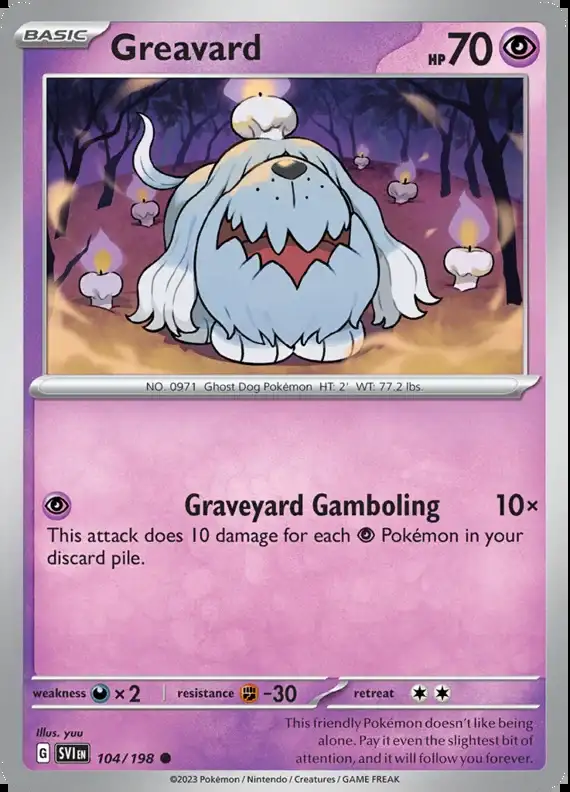 BASIC
Greavard
HP 70
NO. 0971 Ghost Dog Pokémon HT: 2' WT: 77.2 lbs.
Graveyard Gamboling 10×
This attack does 10 damage for each Pokémon in your
discard pile.
weakness ×2 resistance -30 retreat
Illus. yuu
This friendly Pokémon doesn't like being
alone. Pay it even the slightest bit of
attention, and it will follow you forever.
G SVI EN 104/198
©2023 Pokémon / Nintendo / Creatures / GAME FREAK